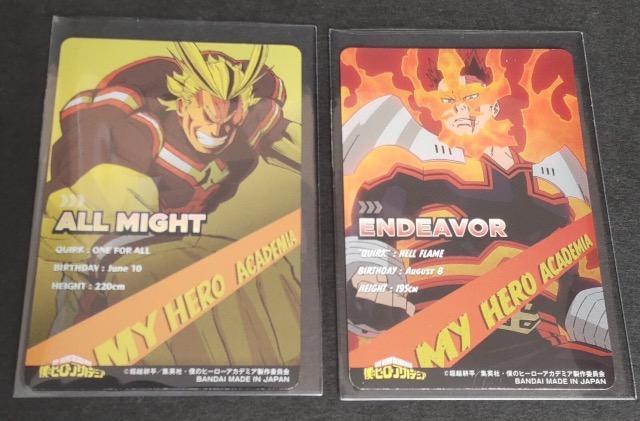 ALL MIGHT
QUIRK : ONE FOR ALL
BIRTHDAY : June 10
HEIGHT : 220cm
MY HERO ACADEMIA
僕のヒーローアカデミア
©堀越耕平/集英社・僕のヒーローアカデミア製作委員会
BANDAI MADE IN JAPAN
ENDEAVOR
"QUIRK" : HELL FLAME
BIRTHDAY : August 8
HEIGHT : 195cm
MY HERO ACADEMIA
僕のヒーローアカデミア
©堀越耕平/集英社・僕のヒーローアカデミア製作委員会
BANDAI MADE IN JAPAN